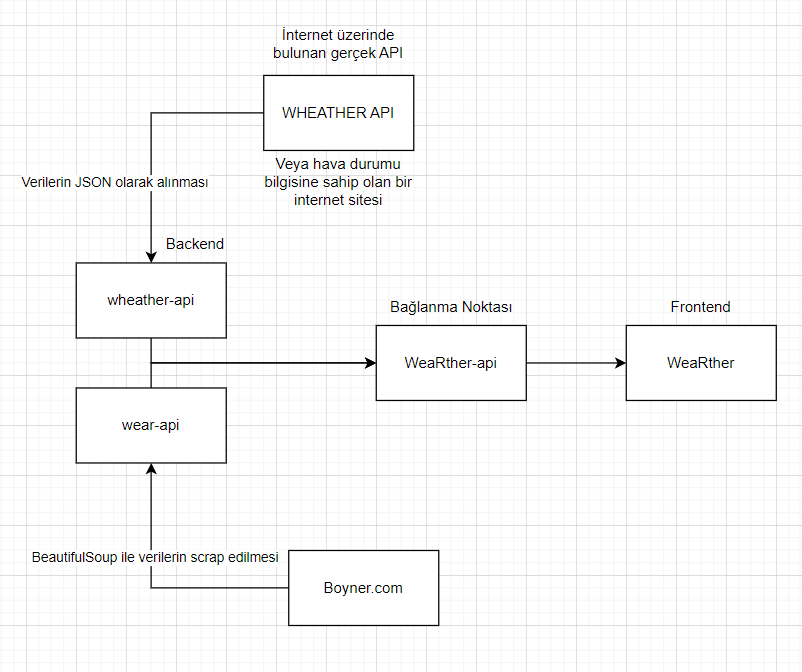 İnternet üzerinde
bulunan gerçek API
WHEATHER API
Veya hava durumu
bilgisine sahip olan bir
internet sitesi
Verilerin JSON olarak alınması
Backend
wheather-api
Bağlanma Noktası
WeaRther-api
Frontend
WeaRther
wear-api
BeautifulSoup ile verilerin scrap edilmesi
Boyner.com